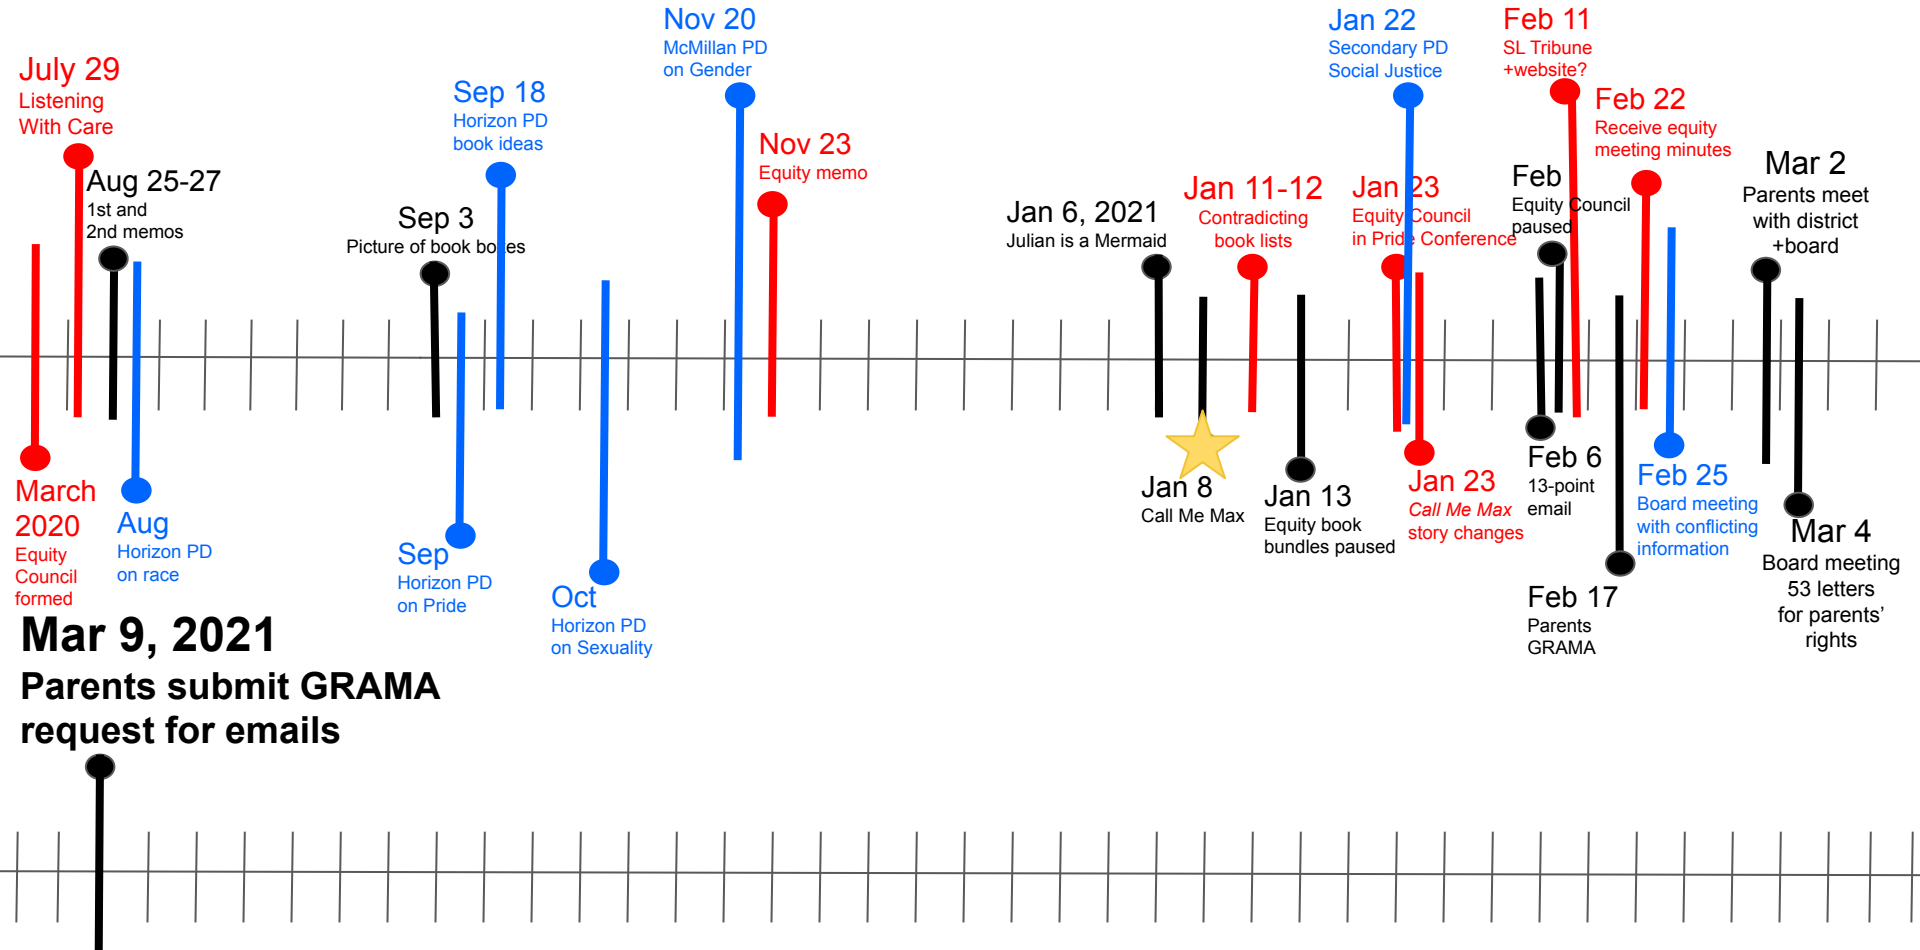 July 29
Listening
With Care
Aug 25-27
1st and
2nd memos
Sep 3
Picture of book boxes
Sep 18
Horizon PD
book ideas
Nov 20
McMillan PD
on Gender
Nov 23
Equity memo
Jan 6, 2021
Julian is a Mermaid
Jan 11-12
Contradicting
book lists
Jan 22
Secondary PD
Social Justice
Jan 23
Equity Council
in Pride Conference
Feb 11
SL Tribune
+website?
Feb
Equity Council
paused
Feb 22
Receive equity
meeting minutes
Mar 2
Parents meet
with district
+board
March
2020
Equity
Council
formed
Aug
Horizon PD
on race
Sep
Horizon PD
on Pride
Oct
Horizon PD
on Sexuality
Jan 8
Call Me Max
Jan 13
Equity book
bundles paused
Jan 23
Call Me Max
story changes
Feb 6
13-point
email
Feb 17
Parents
GRAMA
Feb 25
Board meeting
with conflicting
information
Mar 4
Board meeting
53 letters
for parents’
rights
Mar 9, 2021
Parents submit GRAMA
request for emails